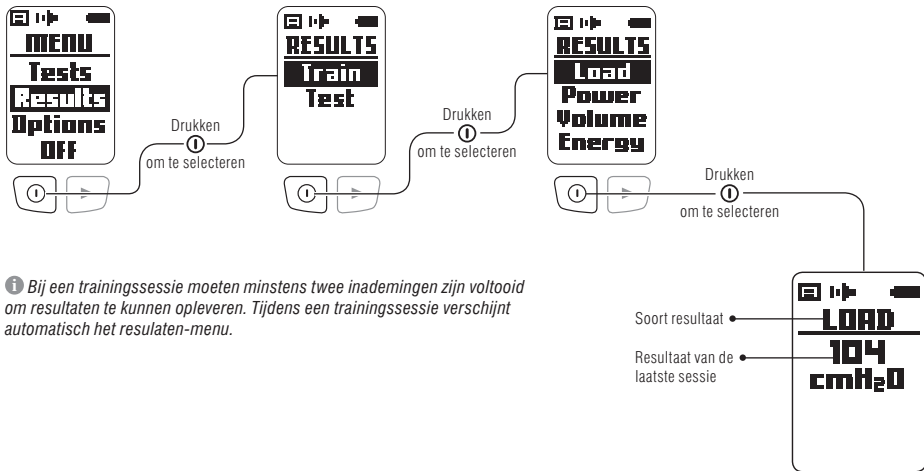 MENU
Tests
Results
Options
OFF
Drukken
om te selecteren
RESULTS
Train
Test
Drukken
om te selecteren
RESULTS
Load
Power
Volume
Energy
Drukken
om te selecteren
Bij een trainingssessie moeten minstens twee inademingen zijn voltooid
om resultaten te kunnen opleveren. Tijdens een trainingssessie verschijnt
automatisch het resulaten-menu.
Soort resultaat
Resultaat van de
laatste sessie
LOAD
104
cmH₂O